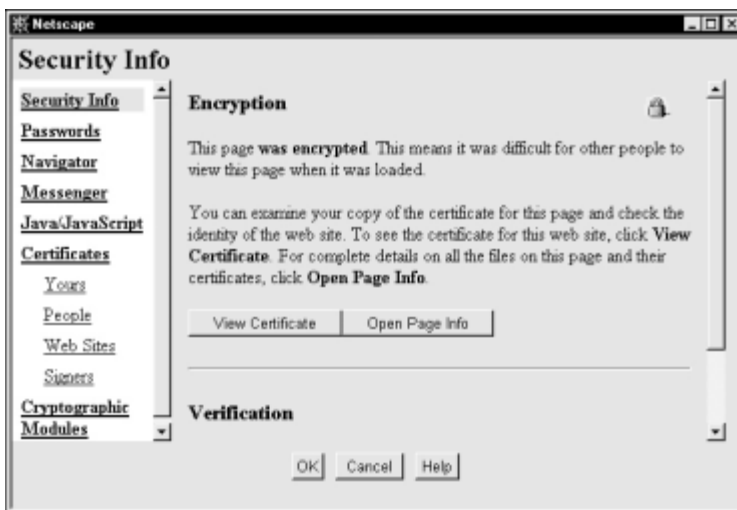 Netscape
Security Info
Security Info
Passwords
Navigator
Messenger
Java/JavaScript
Certificates
Yours
People
Web Sites
Signers
Cryptographic
Modules
Encryption
This page was encrypted. This means it was difficult for other people to
view this page when it was loaded.
You can examine your copy of the certificate for this page and check the
identity of the web site. To see the certificate for this web site, click View
Certificate. For complete details on all the files on this page and their
certificates, click Open Page Info.
View Certificate
Open Page Info
Verification
OK
Cancel
Help